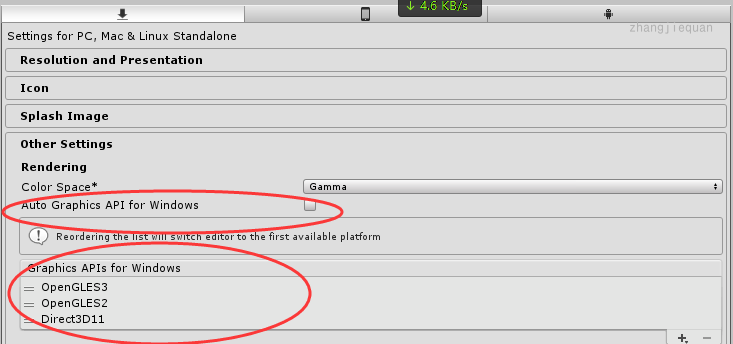 ↓ 4.6 KB/s
zhangjiequan
Settings for PC, Mac & Linux Standalone
Resolution and Presentation
Icon
Splash Image
Other Settings
Rendering
Color Space* Gamma
Auto Graphics API for Windows
Reordering the list will switch editor to the first available platform
Graphics APIs for Windows
OpenGLES3
OpenGLES2
Direct3D11